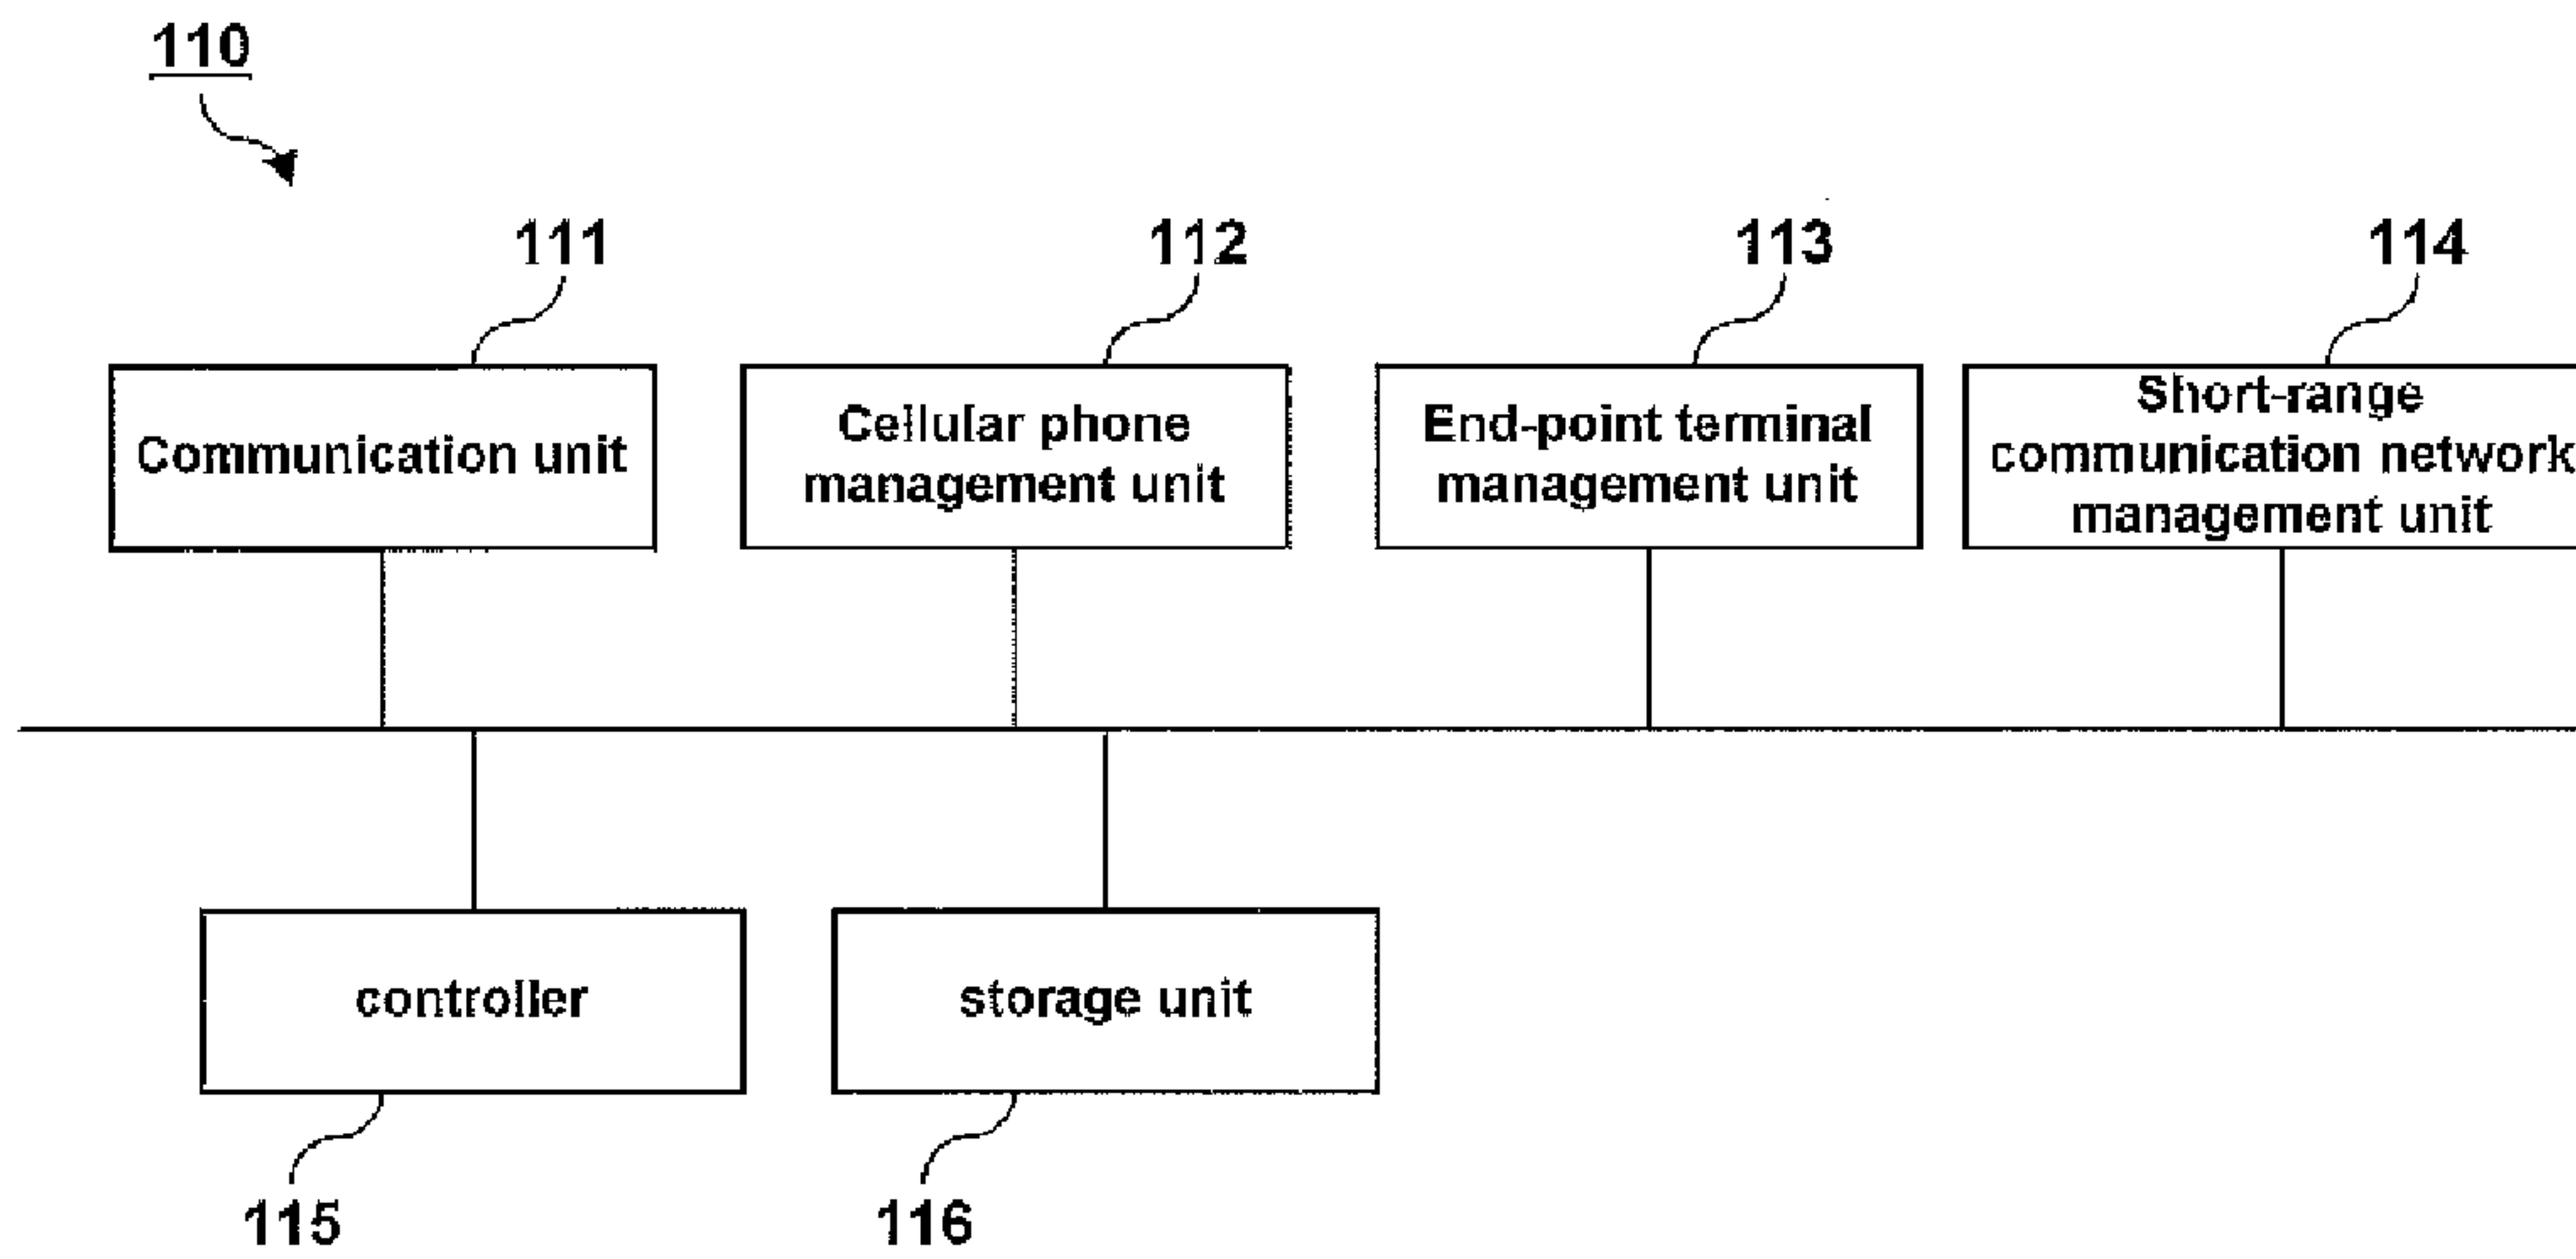 110
111
112
113
114
Communication unit
Cellular phone
management unit
End-point terminal
management unit
Short-range
communication network
management unit
controller
storage unit
115
116